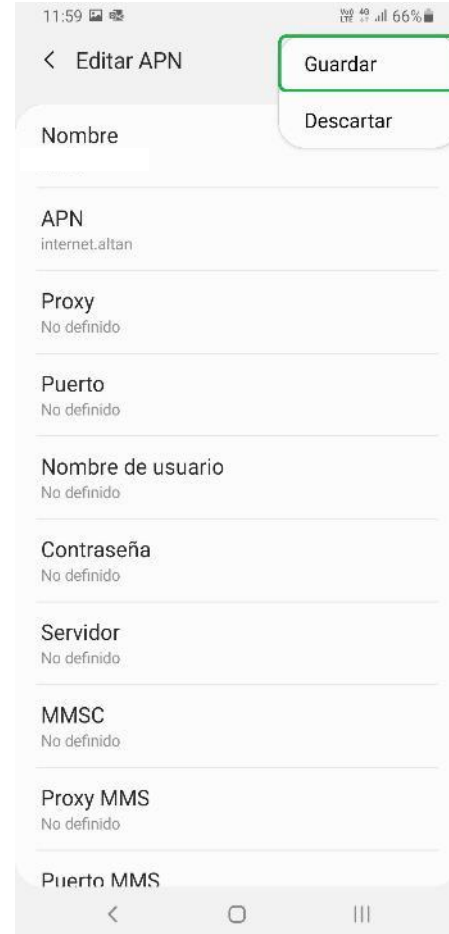 11:59 66%
Editar APN
Guardar
Descartar
Nombre
APN
internet.altan
Proxy
No definido
Puerto
No definido
Nombre de usuario
No definido
Contraseña
No definido
Servidor
No definido
MMSC
No definido
Proxy MMS
No definido
Puerto MMS